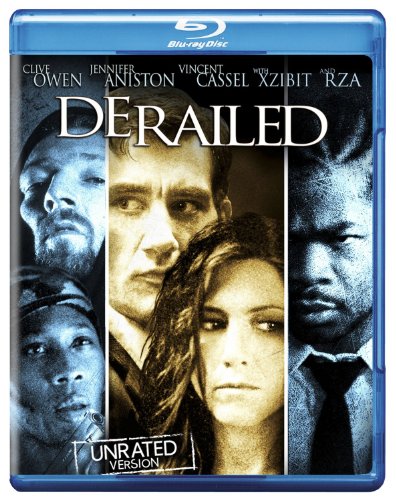 Blu-ray Disc
CLIVE OWEN JENNIFER ANISTON VINCENT CASSEL WITH XZIBIT AND RZA
DERAILED
UNRATED
VERSION